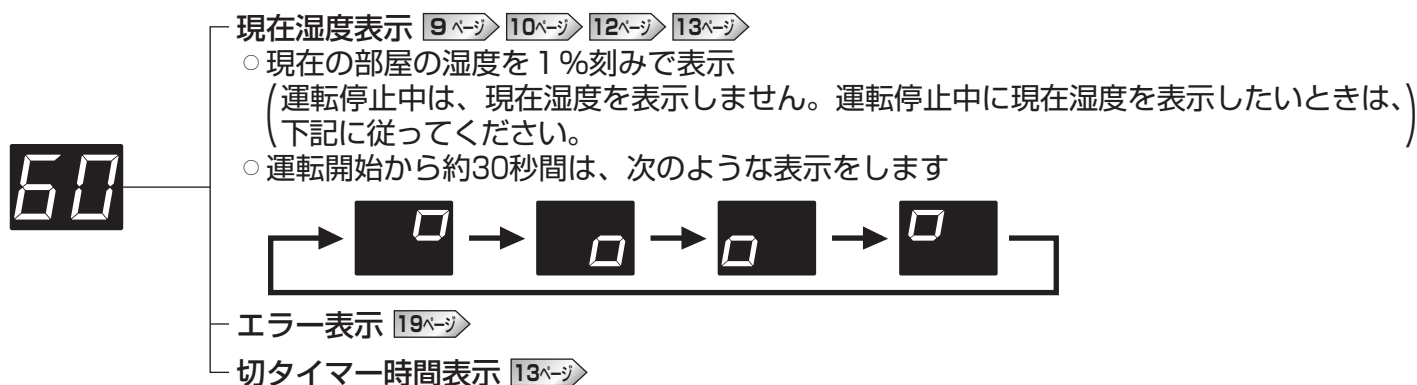 現在湿度表示 9ページ 10ページ 12ページ 13ページ
○現在の部屋の湿度を1%刻みで表示
(運転停止中は、現在湿度を表示しません。運転停止中に現在湿度を表示したいときは、
下記に従ってください。)
60
○運転開始から約30秒間は、次のような表示をします
エラー表示 19ページ
切タイマー時間表示 13ページ